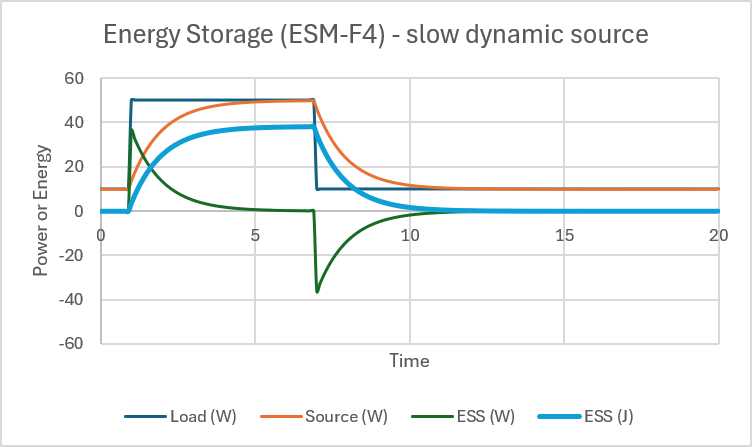 Energy Storage (ESM-F4) - slow dynamic source
60
40
20
0
-20
-40
-60
Power or Energy
0 5 10 15 20
Time
Load (W) Source (W) ESS (W) ESS (J)